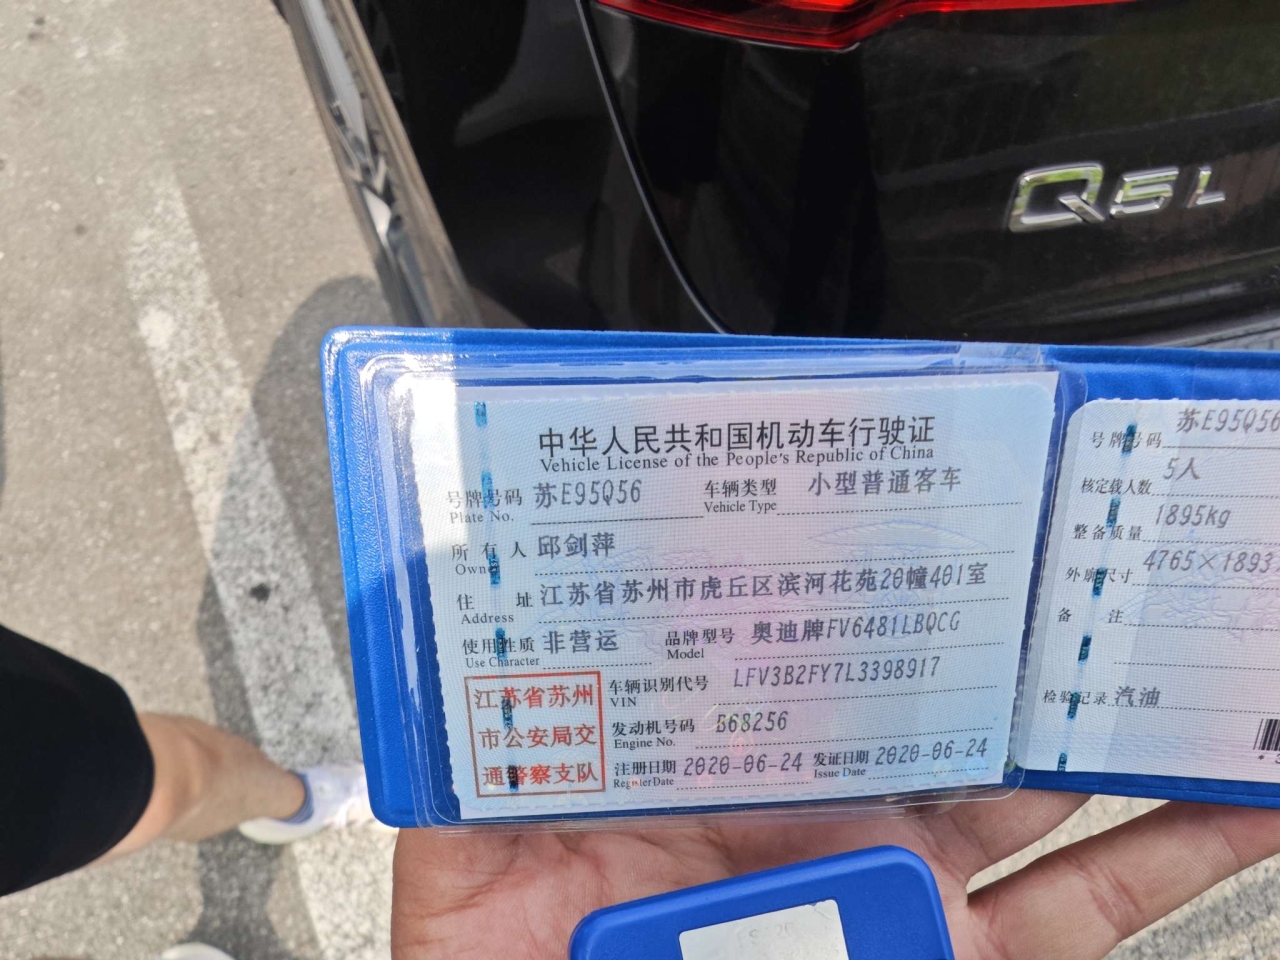 Q5L
中华人民共和国机动车行驶证
Vehicle License of the People's Republic of China
号牌号码 苏E95Q56 车辆类型 小型普通客车
Plate No. Vehicle Type
所有人 邱剑萍
Owner
住址 江苏省苏州市虎丘区滨河花苑20幢401室
Address
使用性质 非营运 品牌型号 奥迪牌FV6481LBQCG
Use Character Model
江苏省苏州
市公安局交
通警察支队
车辆识别代号 LFV3B2FY7L3398917
VIN
发动机号码 B68256
Engine No.
注册日期 2020-06-24 发证日期 2020-06-24
Register Date Issue Date
号牌号码 苏E95Q56
核定载人数 5人
整备质量 1895kg
外廓尺寸 4765×1893
备注
检验记录 汽油